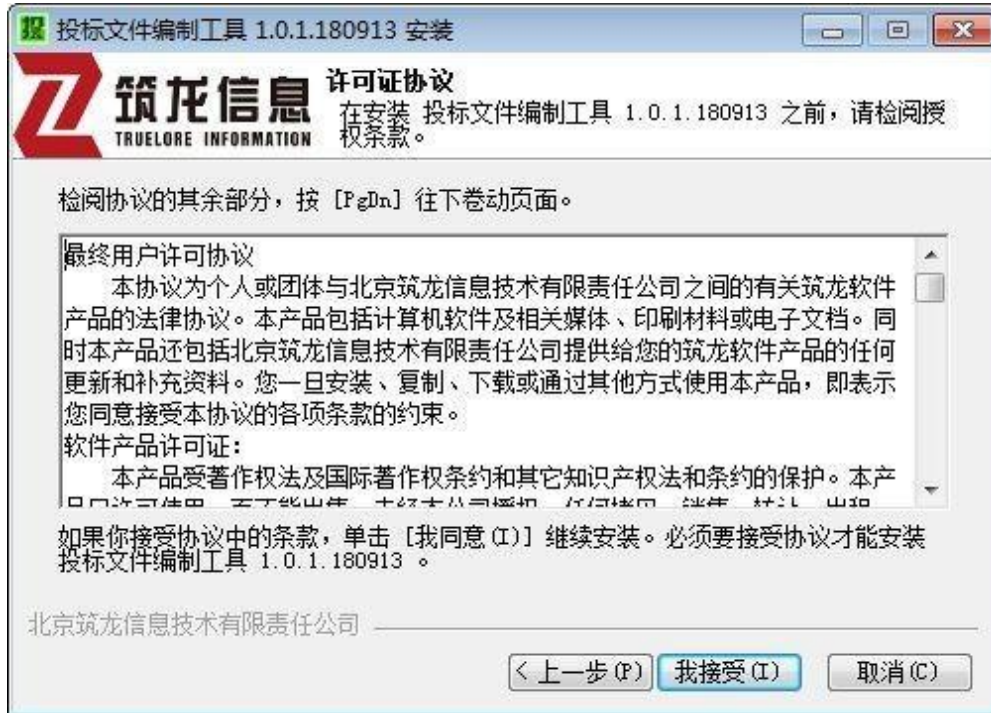 投标文件编制工具 1.0.1.180913 安装
筑龙信息
TRUELORE INFORMATION
许可证协议
在安装 投标文件编制工具 1.0.1.180913 之前，请检阅授
权条款。
检阅协议的其余部分，按 [PgDn] 往下卷动页面。
最终用户许可协议
本协议为个人或团体与北京筑龙信息技术有限责任公司之间的有关筑龙软件
产品的法律协议。本产品包括计算机软件及相关媒体、印刷材料或电子文档。同
时本产品还包括北京筑龙信息技术有限责任公司提供给您的筑龙软件产品的任何
更新和补充资料。您一旦安装、复制、下载或通过其他方式使用本产品，即表示
您同意接受本协议的各项条款的约束。
软件产品许可证：
本产品受著作权法及国际著作权条约和其它知识产权法和条约的保护。本产
如果你接受协议中的条款，单击 [我同意(I)] 继续安装。必须要接受协议才能安装
投标文件编制工具 1.0.1.180913 。
北京筑龙信息技术有限责任公司
< 上一步(P) 我接受(I) 取消(C)